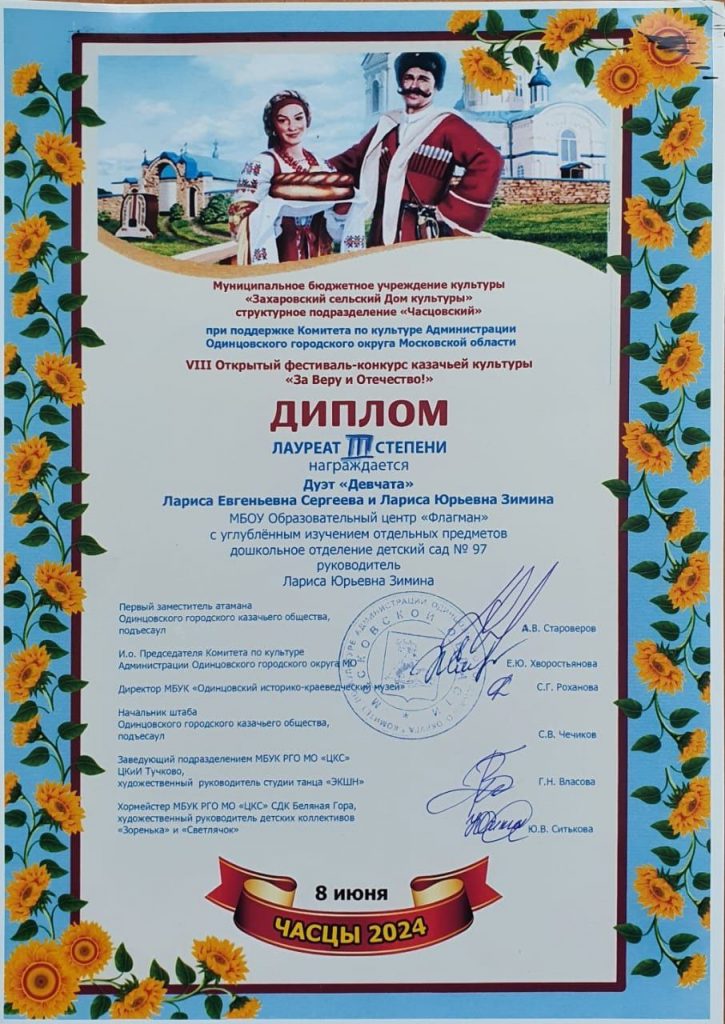 Муниципальное бюджетное учреждение культуры
«Захаровский сельский Дом культуры»
структурное подразделение «Часцовский»
при поддержке Комитета по культуре Администрации
Одинцовского городского округа Московской области
VIII Открытый фестиваль-конкурс казачьей культуры
«За Веру и Отечество!»
ДИПЛОМ
ЛАУРЕАТ III СТЕПЕНИ
награждается
Дуэт «Девчата»
Лариса Евгеньевна Сергеева и Лариса Юрьевна Зимина
МБОУ Образовательный центр «Флагман»
с углублённым изучением отдельных предметов
дошкольное отделение детский сад № 97
руководитель
Лариса Юрьевна Зимина
Первый заместитель атамана
Одинцовского городского казачьего общества,
подъесаул
А.В. Староверов
И.о. Председателя Комитета по культуре
Администрации Одинцовского городского округа МО
Е.Ю. Хворостьянова
Директор МБУК «Одинцовский историко-краеведческий музей»
С.Г. Роханова
Начальник штаба
Одинцовского городского казачьего общества,
подъесаул
С.В. Чечиков
Заведующий подразделением МБУК РГО МО «ЦКС»
ЦКиИ Тучково,
художественный руководитель студии танца «ЭКШН»
Г.Н. Власова
Хормейстер МБУК РГО МО «ЦКС» СДК Беляная Гора,
художественный руководитель детских коллективов
«Зоренька» и «Светлячок»
Ю.В. Ситькова
МОСКОВСКОЙ ОБЛАСТИ
8 июня
ЧАСЦЫ 2024